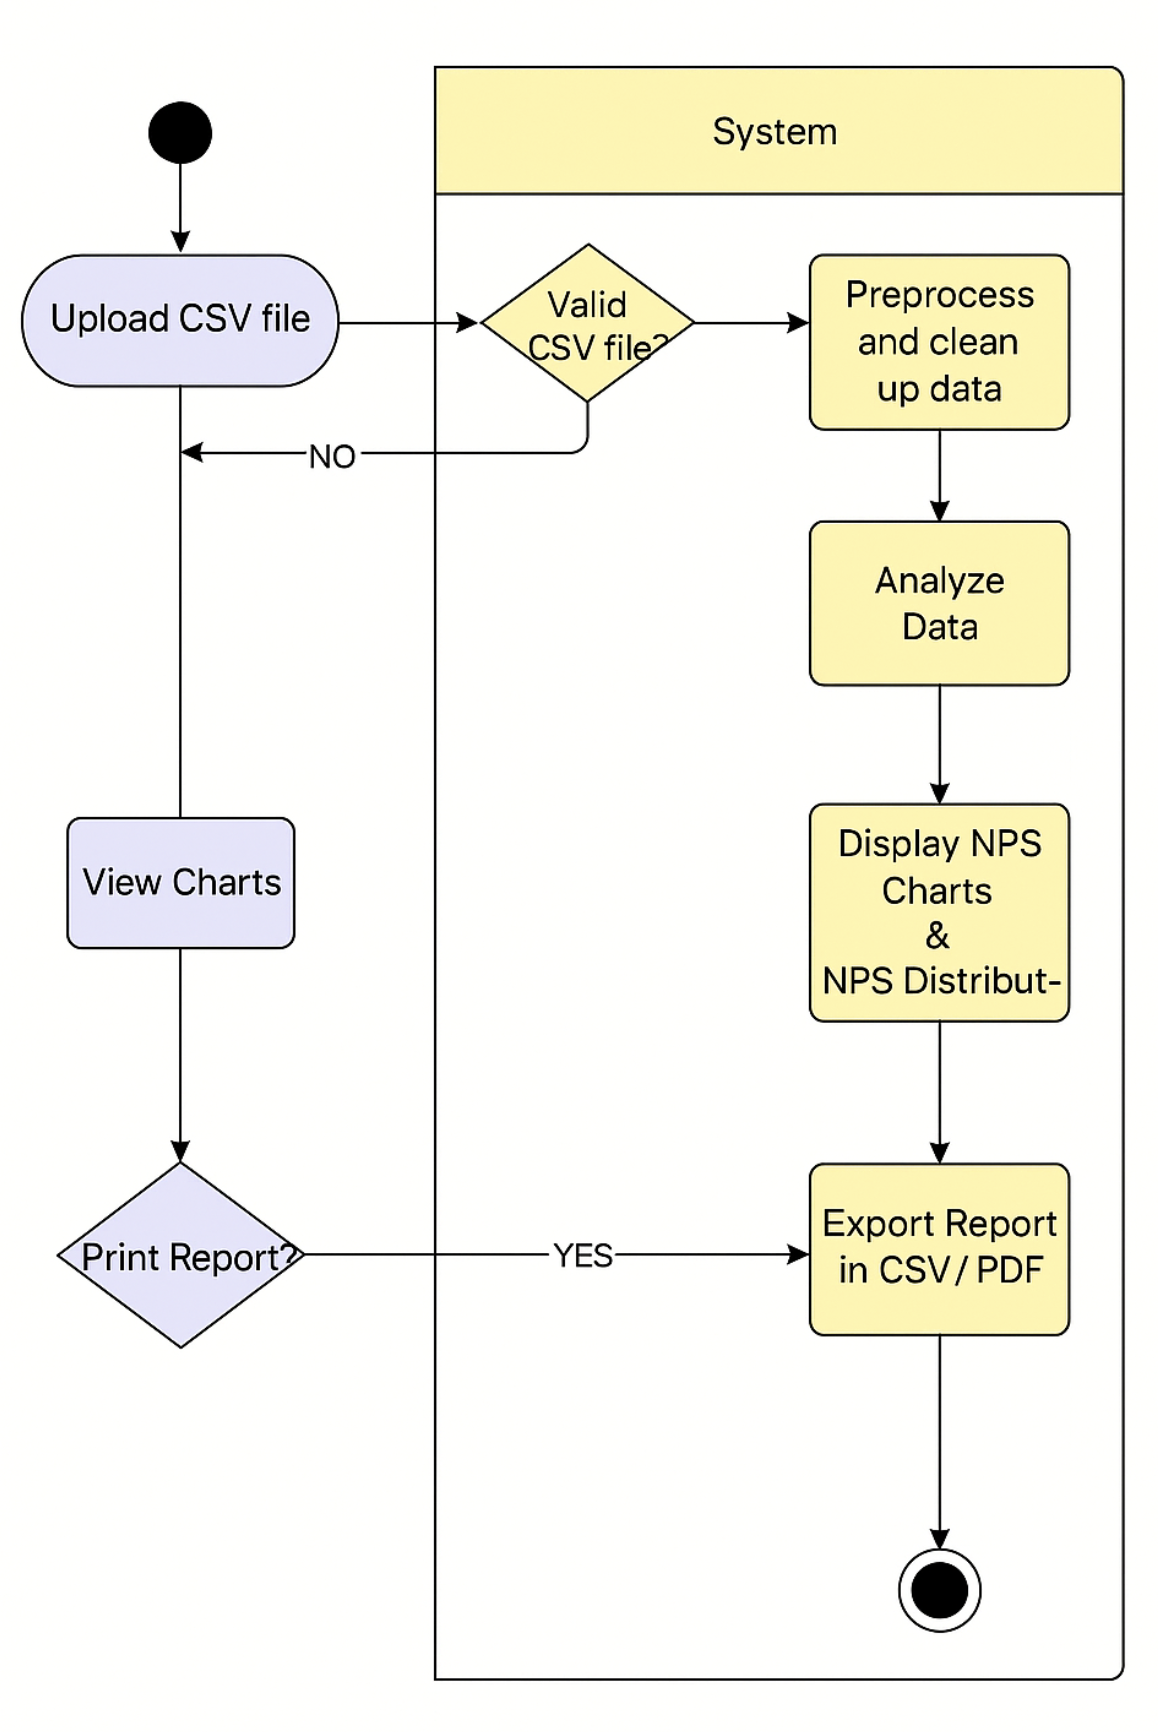 System
Upload CSV file
Valid
CSV file?
Preprocess
and clean
up data
NO
Analyze
Data
View Charts
Display NPS
Charts
&
NPS Distribut-
Print Report?
YES
Export Report
in CSV / PDF